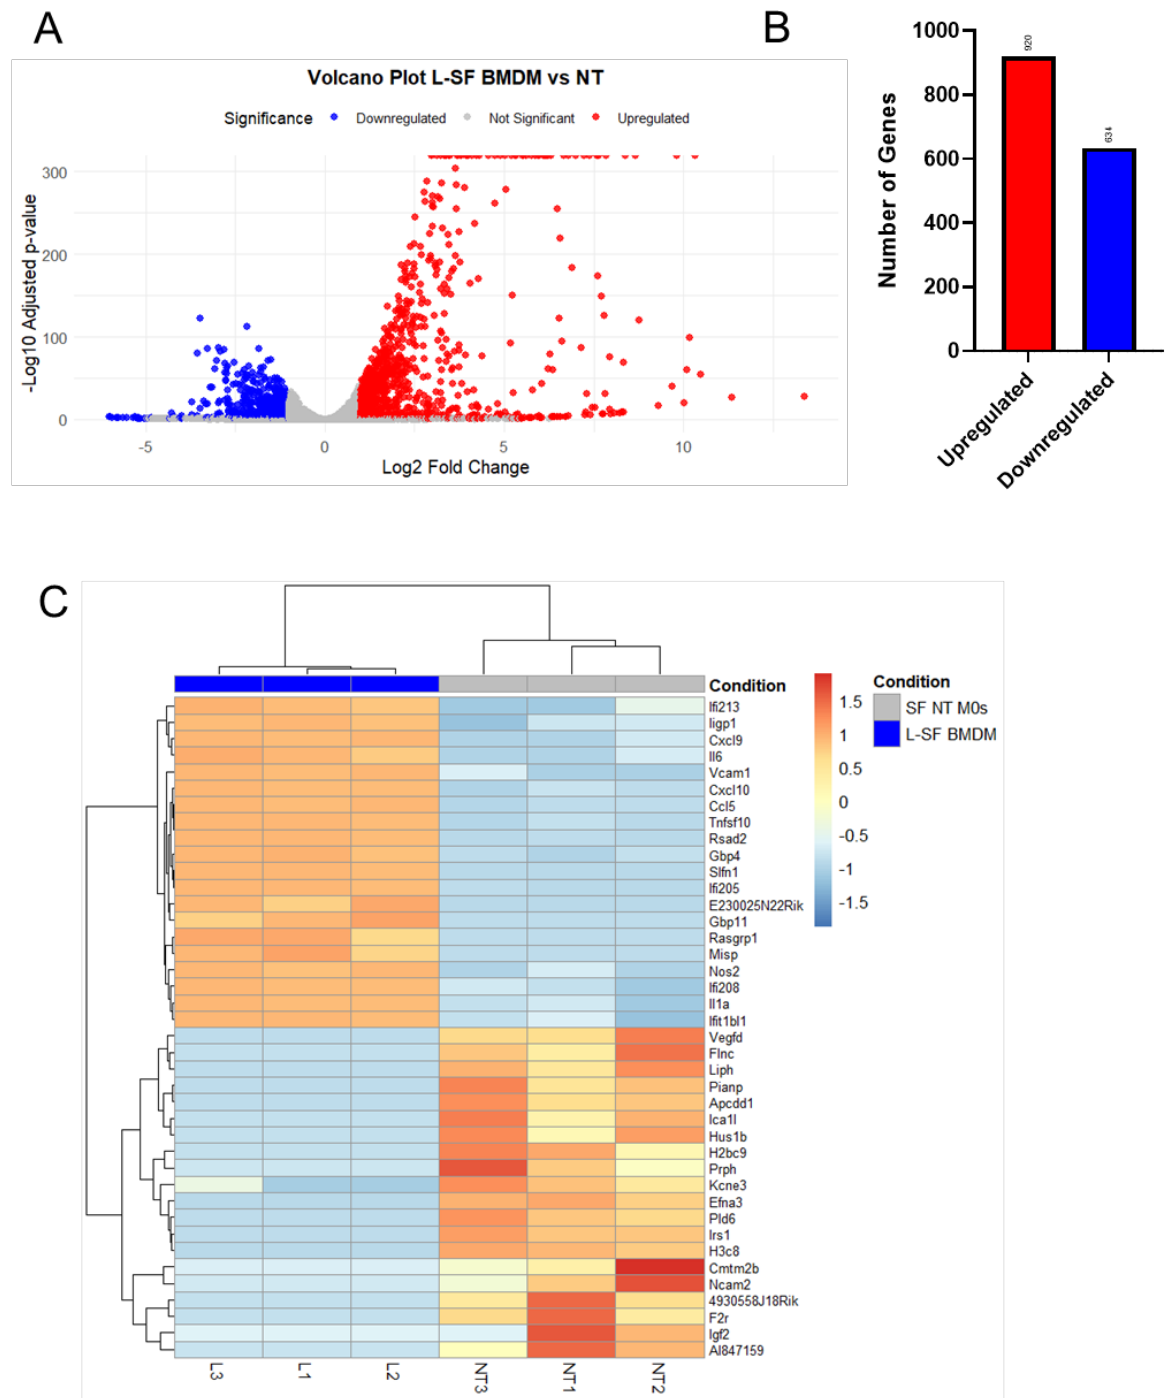 A
Volcano Plot L-SF BMDM vs NT
Significance Downregulated Not Significant Upregulated
-Log10 Adjusted p-value
300
200
100
0
-5 0 5 10
Log2 Fold Change
B
Number of Genes
1000
800
600
400
200
0
920
634
Upregulated
Downregulated
C
Condition
Ifi213
Iigp1
Cxcl9
Il6
Vcam1
Cxcl10
Ccl5
Tnfsf10
Rsad2
Gbp4
Slfn1
Ifi205
E230025N22Rik
Gbp11
Rasgrp1
Misp
Nos2
Ifi208
Il1a
Ifit1bl1
Vegfd
Flnc
Liph
Pianp
Apcdd1
Ica1l
Hus1b
H2bc9
Prph
Kcne3
Efna3
Pld6
Irs1
H3c8
Cmtm2b
Ncam2
4930558J18Rik
F2r
Igf2
AI847159
L3 L1 L2 NT3 NT1 NT2
1.5
1
0.5
0
-0.5
-1
-1.5
Condition
SF NT M0s
L-SF BMDM